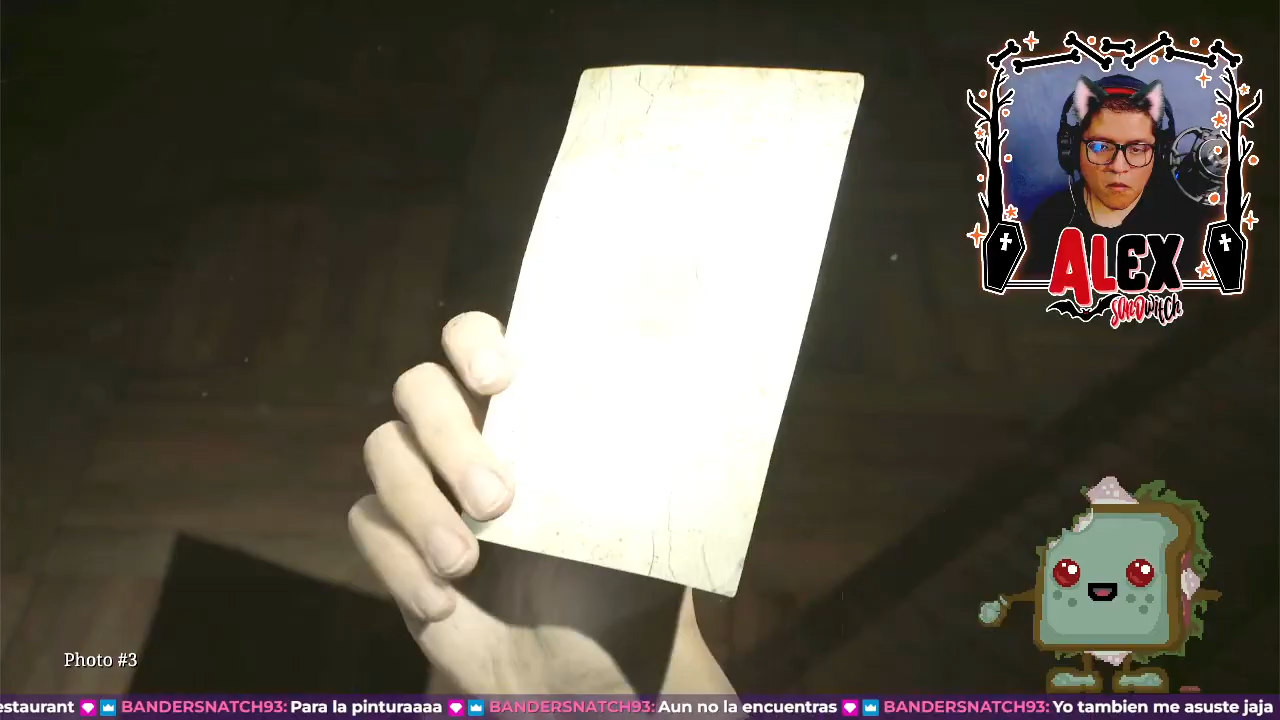 ALEX
SANDwitCh
Photo #3
estaurant BANDERSNATCH93: Para la pinturaaaa BANDERSNATCH93: Aun no la encuentras BANDERSNATCH93: Yo tambien me asuste jaja